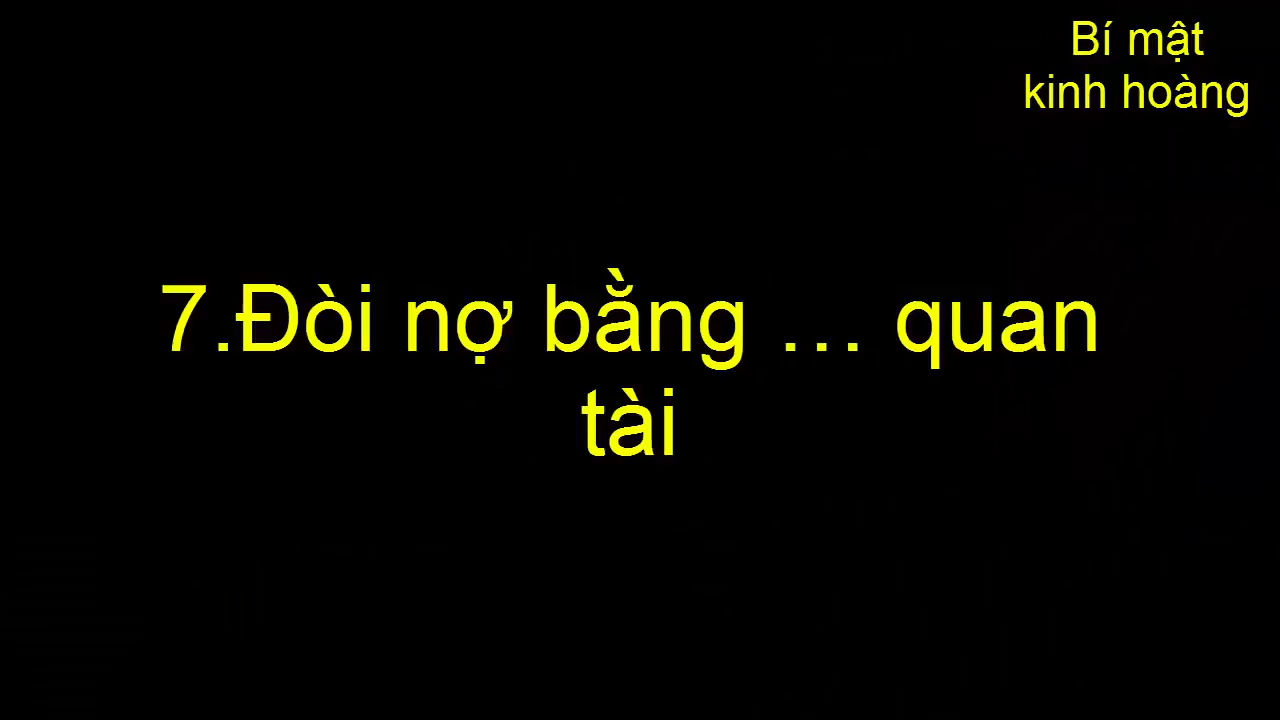 Bí mật
kinh hoàng
7.Đòi nợ bằng … quan
tài